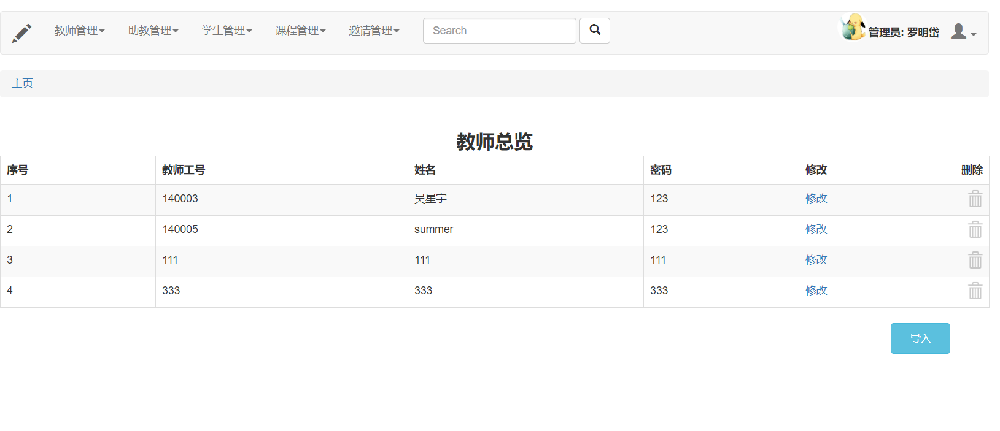 教师管理 助教管理 学生管理 课程管理 邀请管理 Search 管理员: 罗明岱
主页
教师总览
序号 教师工号 姓名 密码 修改 删除
1 140003 吴星宇 123 修改
2 140005 summer 123 修改
3 111 111 111 修改
4 333 333 333 修改
导入